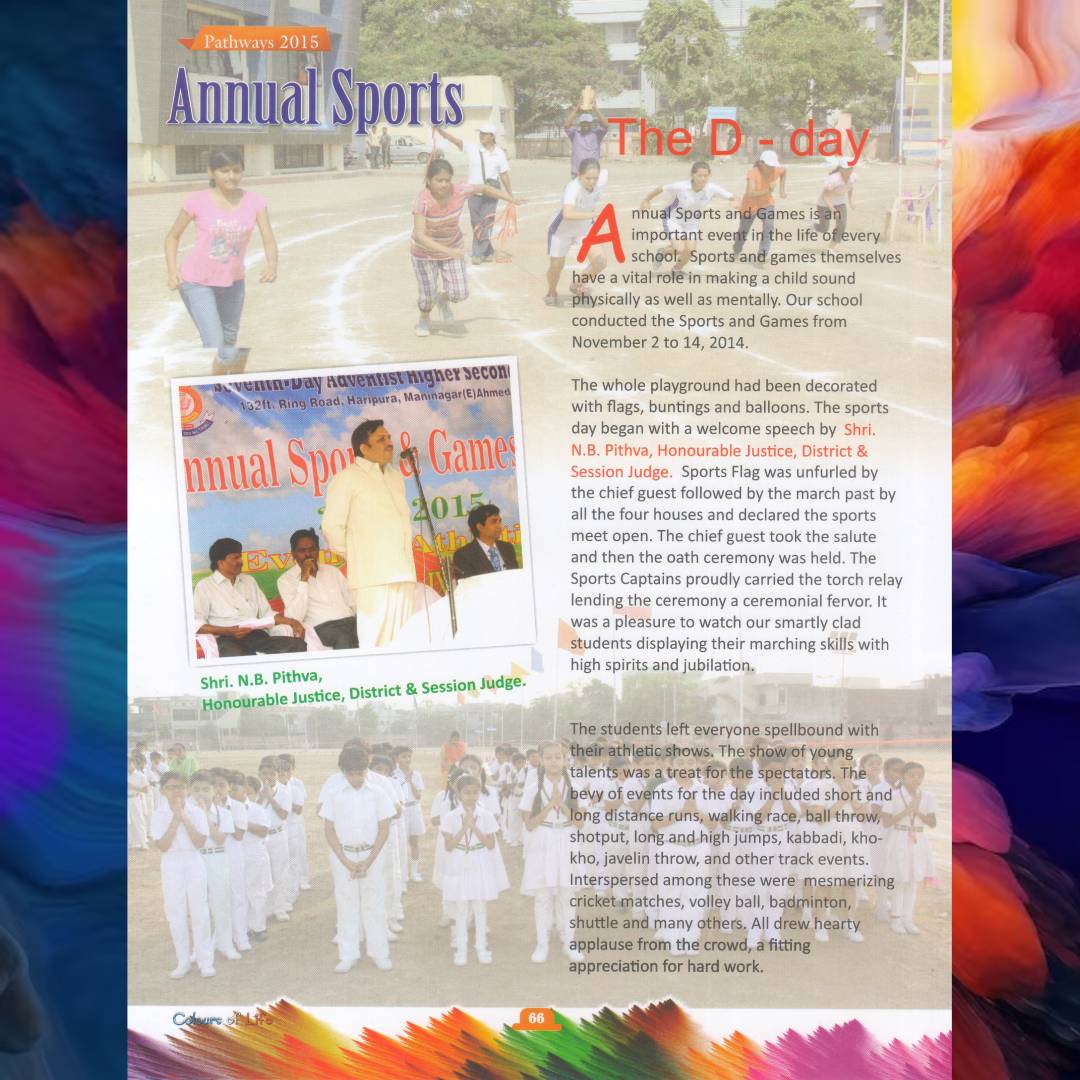 Pathways 2015
Annual Sports
The D - day
Annual Sports and Games is an
important event in the life of every
school. Sports and games themselves
have a vital role in making a child sound
physically as well as mentally. Our school
conducted the Sports and Games from
November 2 to 14, 2014.
The whole playground had been decorated
with flags, buntings and balloons. The sports
day began with a welcome speech by Shri.
N.B. Pithva, Honourable Justice, District &
Session Judge. Sports Flag was unfurled by
the chief guest followed by the march past by
all the four houses and declared the sports
meet open. The chief guest took the salute
and then the oath ceremony was held. The
Sports Captains proudly carried the torch relay
lending the ceremony a ceremonial fervor. It
was a pleasure to watch our smartly clad
students displaying their marching skills with
high spirits and jubilation.
Seventh-Day Adventist Higher Secon
132ft. Ring Road, Haripura, Maninagar(E)Ahmed
nnual Spo & Games
2015
Even
Shri. N.B. Pithva,
Honourable Justice, District & Session Judge.
The students left everyone spellbound with
their athletic shows. The show of young
talents was a treat for the spectators. The
bevy of events for the day included short and
long distance runs, walking race, ball throw,
shotput, long and high jumps, kabbadi, kho-
kho, javelin throw, and other track events.
Interspersed among these were mesmerizing
cricket matches, volley ball, badminton,
shuttle and many others. All drew hearty
applause from the crowd, a fitting
appreciation for hard work.
Colours of Life
66